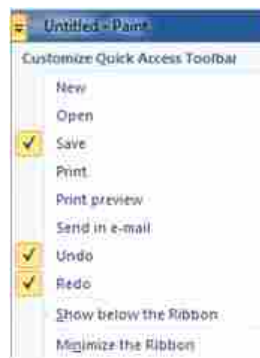 Untitled - Paint
Customize Quick Access Toolbar
New
Open
Save
Print
Print preview
Send in e-mail
Undo
Redo
Show below the Ribbon
Minimize the Ribbon